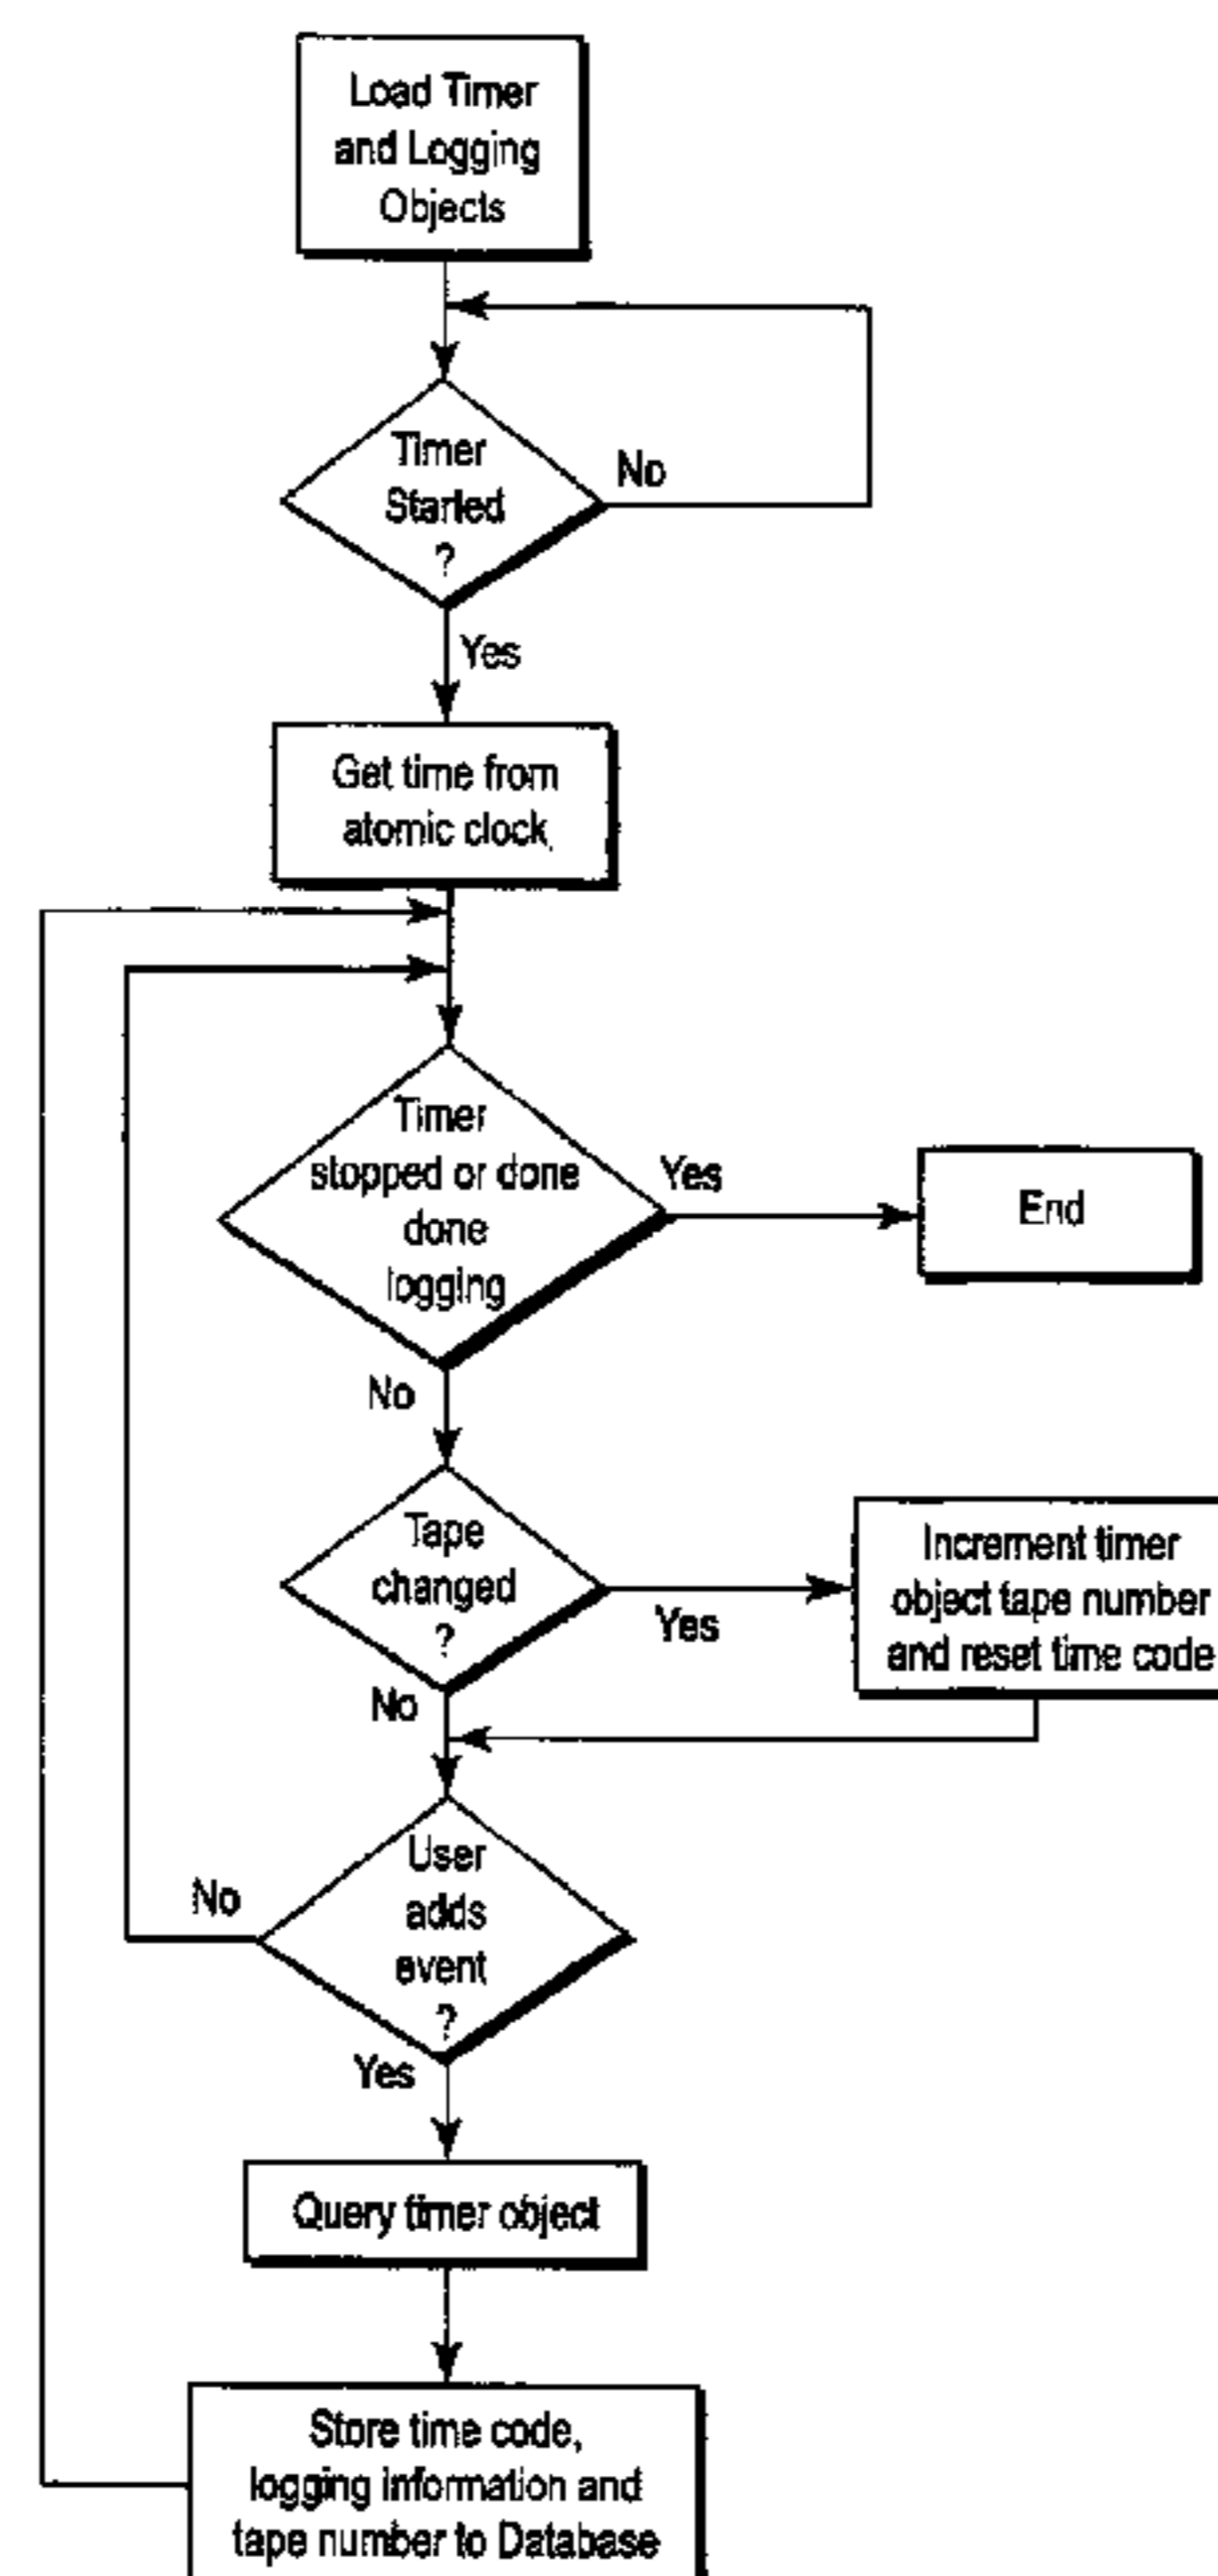 Load Timer
and Logging
Objects
Timer
Started
?
No
Yes
Get time from
atomic clock
Timer
stopped or done
done
logging
Yes
End
No
Tape
changed
?
Yes
Increment timer
object tape number
and reset time code
No
User
adds
event
?
No
Yes
Query timer object
Store time code,
logging information and
tape number to Database